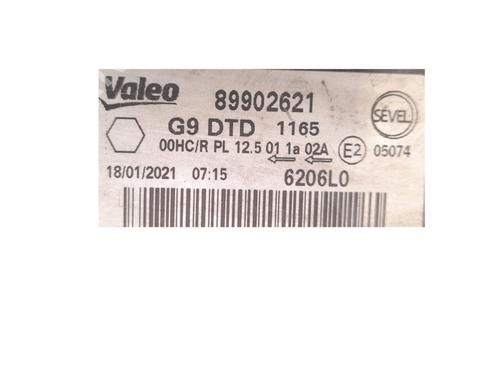 Valeo 89902621
SÉVEL
G9 DTD 1165
00HC/R PL 12.5 01 1a 02A E2 05074
18/01/2021 07:15 6206L0